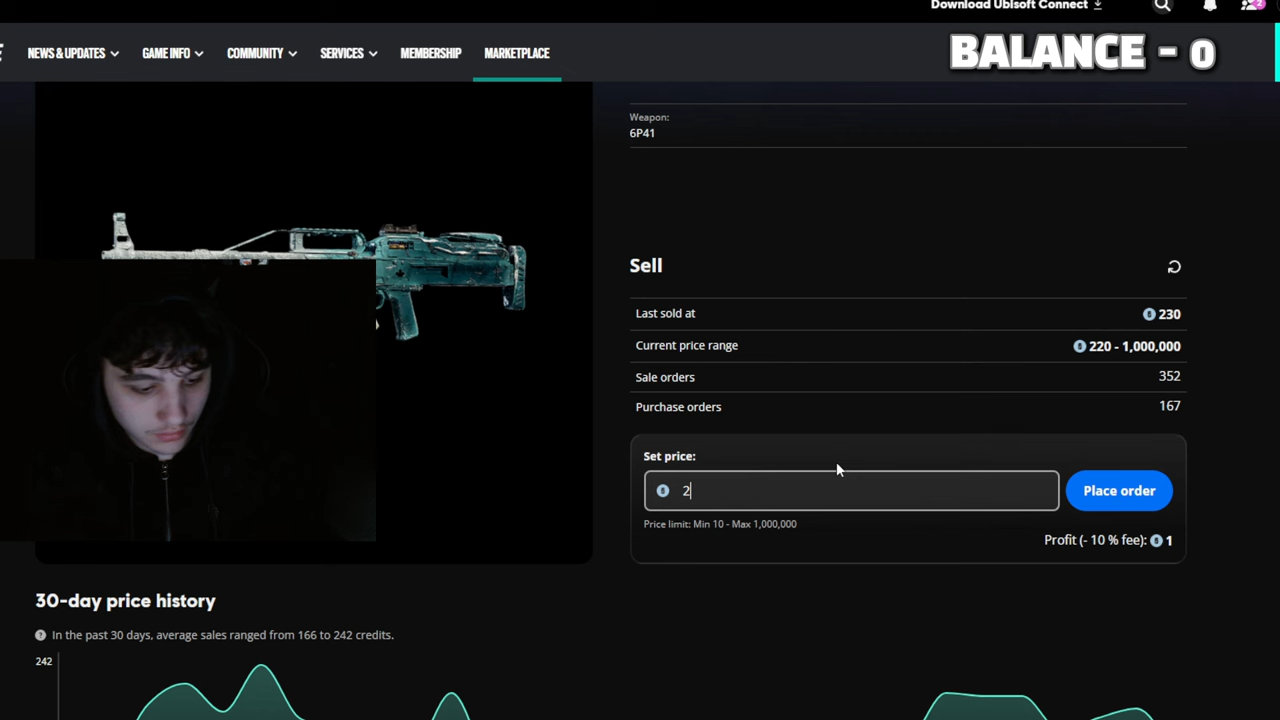 Download Ubisoft Connect
2
NEWS & UPDATES
GAME INFO
COMMUNITY
SERVICES
MEMBERSHIP
MARKETPLACE
BALANCE - 0
Weapon:
6P41
Sell
Last sold at
230
Current price range
220 - 1,000,000
Sale orders
352
Purchase orders
167
Set price:
2
Place order
Price limit: Min 10 - Max 1,000,000
Profit (- 10 % fee): 1
30-day price history
? In the past 30 days, average sales ranged from 166 to 242 credits.
242